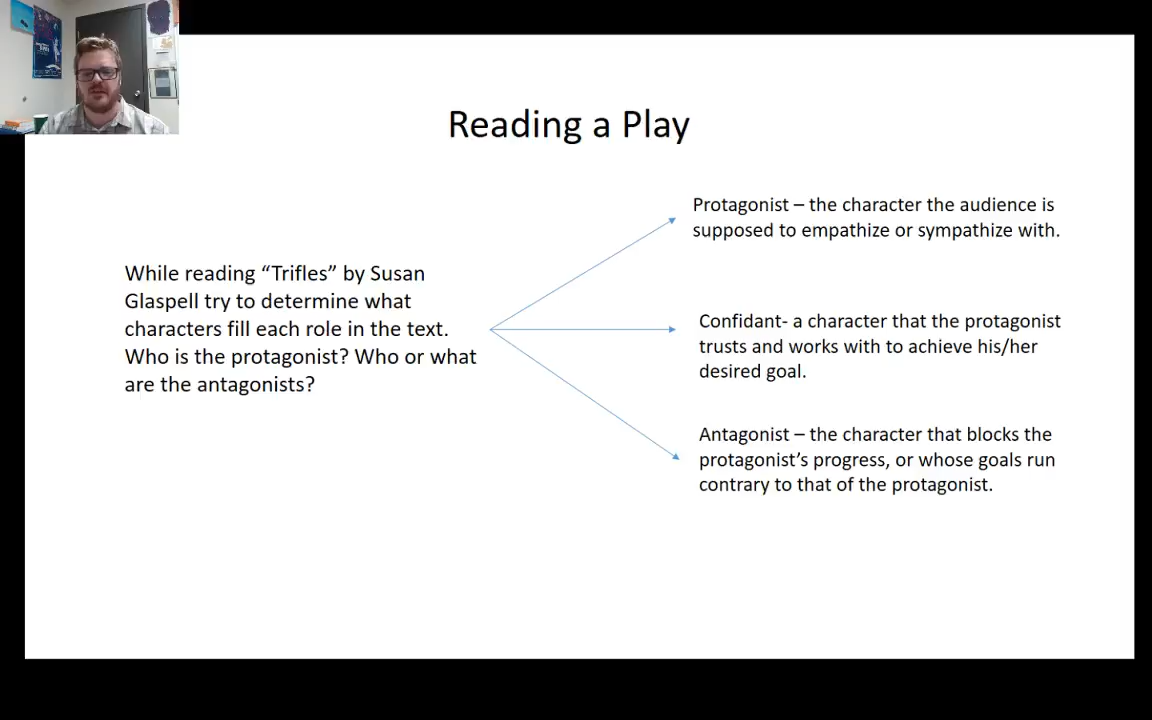 Reading a Play
While reading “Trifles” by Susan
Glaspell try to determine what
characters fill each role in the text.
Who is the protagonist? Who or what
are the antagonists?
Protagonist – the character the audience is
supposed to empathize or sympathize with.
Confidant- a character that the protagonist
trusts and works with to achieve his/her
desired goal.
Antagonist – the character that blocks the
protagonist’s progress, or whose goals run
contrary to that of the protagonist.